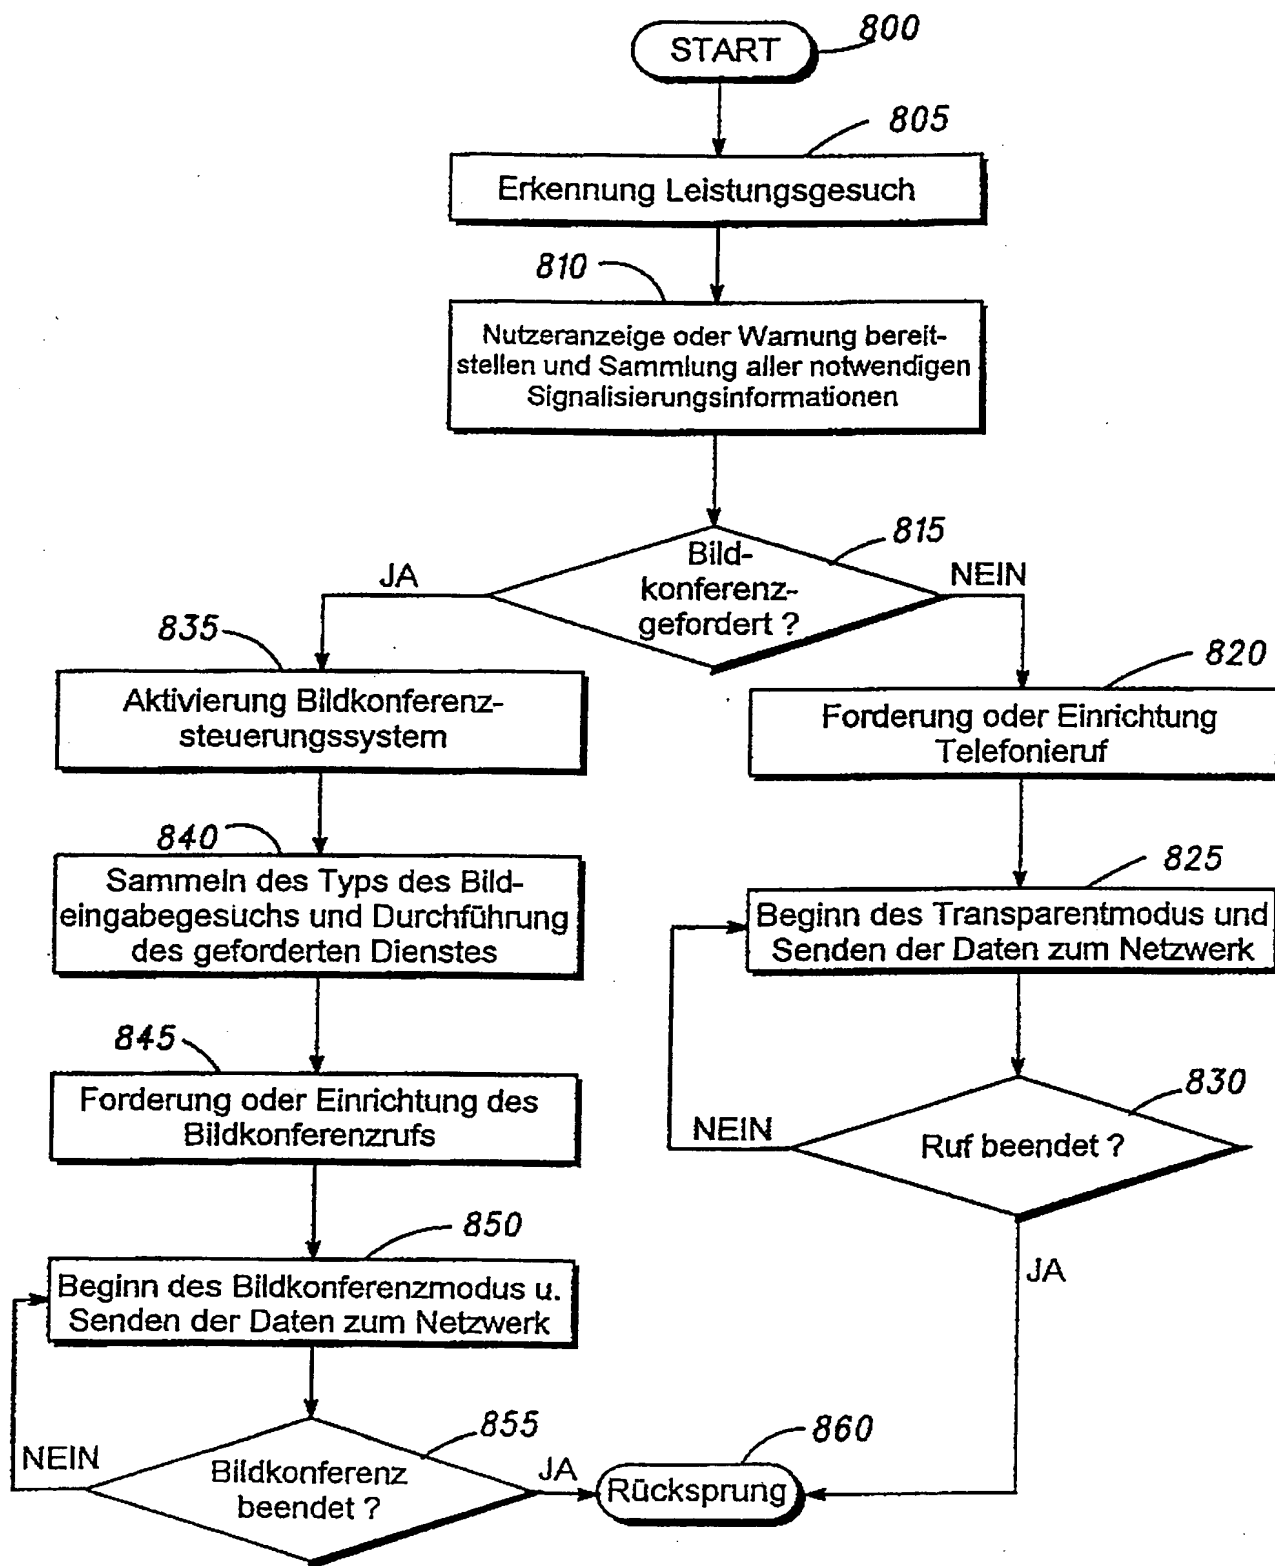 START
800
805
Erkennung Leistungsgesuch
810
Nutzeranzeige oder Warnung bereit-
stellen und Sammlung aller notwendigen
Signalisierungsinformationen
815
Bild-
konferenz-
gefordert ?
JA
NEIN
835
Aktivierung Bildkonferenz-
steuerungssystem
820
Forderung oder Einrichtung
Telefonieruf
840
Sammeln des Typs des Bild-
eingabegesuchs und Durchführung
des geforderten Dienstes
825
Beginn des Transparentmodus und
Senden der Daten zum Netzwerk
845
Forderung oder Einrichtung des
Bildkonferenzrufs
830
Ruf beendet ?
NEIN
JA
850
Beginn des Bildkonferenzmodus u.
Senden der Daten zum Netzwerk
855
Bildkonferenz
beendet ?
NEIN
JA
860
Rücksprung